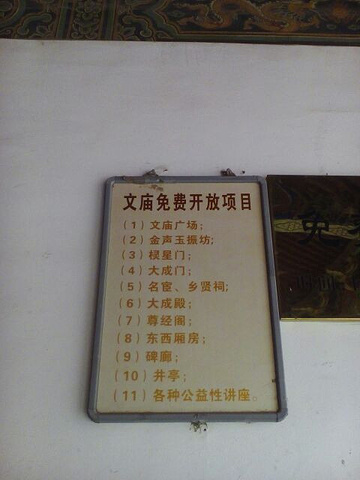 文庙免费开放项目
(1) 文庙广场;
(2) 金声玉振坊;
(3) 棂星门;
(4) 大成门;
(5) 名宦、乡贤祠;
(6) 大成殿;
(7) 尊经阁;
(8) 东西厢房;
(9) 碑廊;
(10) 井亭;
(11) 各种公益性讲座。
免